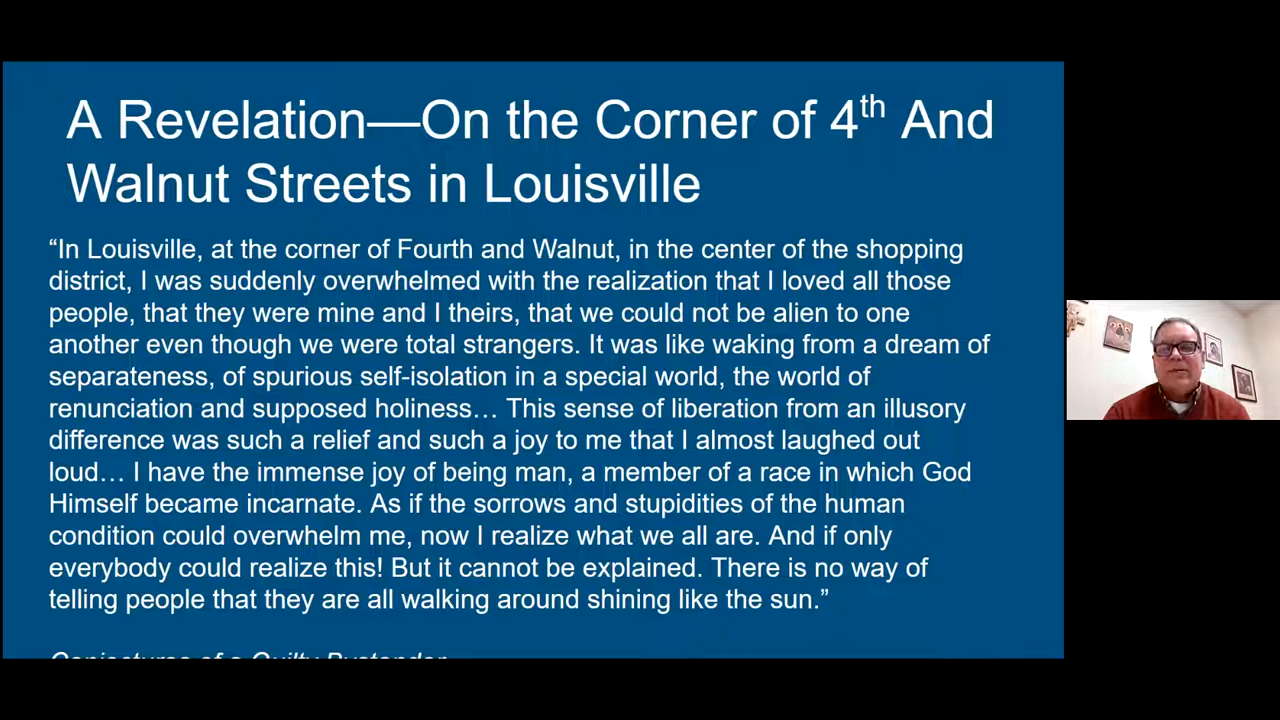 A Revelation—On the Corner of 4th And
Walnut Streets in Louisville
“In Louisville, at the corner of Fourth and Walnut, in the center of the shopping
district, I was suddenly overwhelmed with the realization that I loved all those
people, that they were mine and I theirs, that we could not be alien to one
another even though we were total strangers. It was like waking from a dream of
separateness, of spurious self-isolation in a special world, the world of
renunciation and supposed holiness… This sense of liberation from an illusory
difference was such a relief and such a joy to me that I almost laughed out
loud… I have the immense joy of being man, a member of a race in which God
Himself became incarnate. As if the sorrows and stupidities of the human
condition could overwhelm me, now I realize what we all are. And if only
everybody could realize this! But it cannot be explained. There is no way of
telling people that they are all walking around shining like the sun.”
Conjectures of a Guilty Bystander